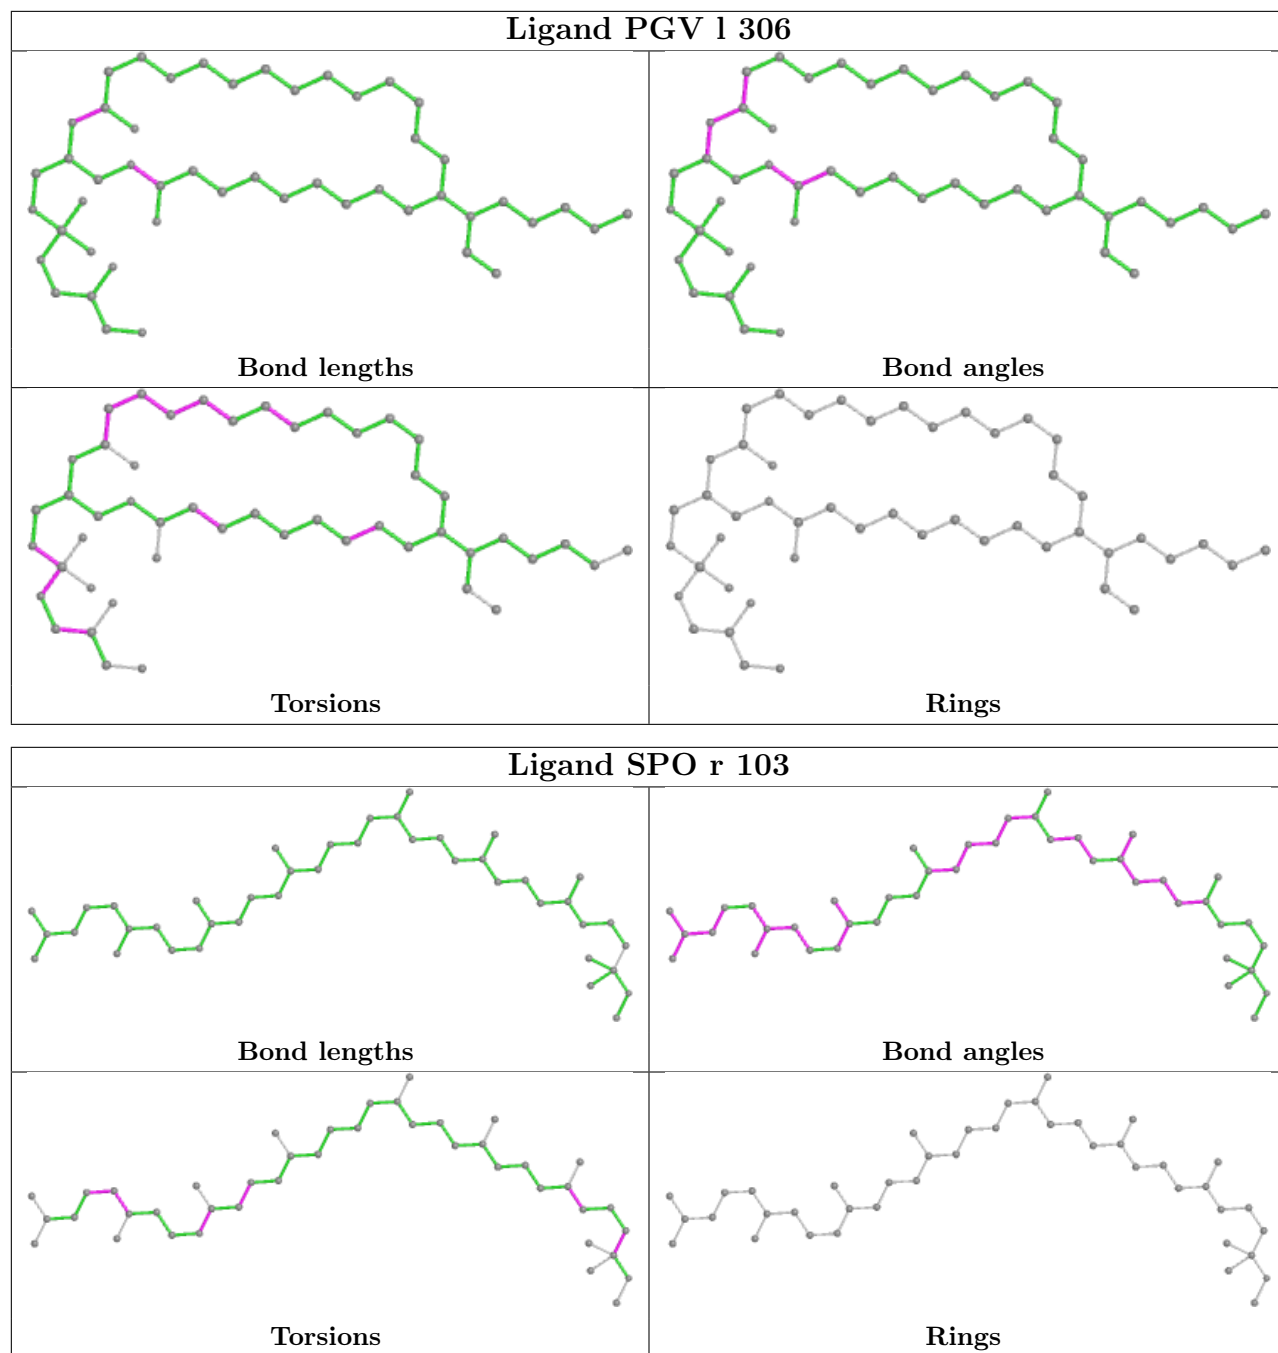 Ligand PGV l 306
Bond lengths
Bond angles
Torsions
Rings
Ligand SPO r 103
Bond lengths
Bond angles
Torsions
Rings